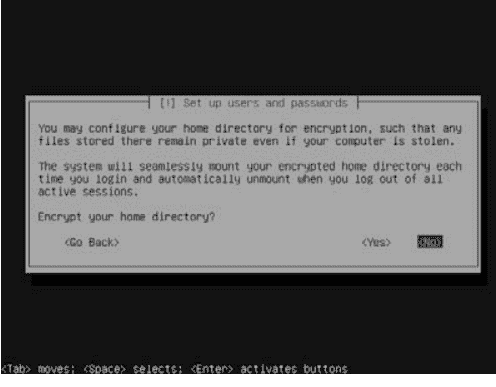 [!] Set up users and passwords
You may configure your home directory for encryption, such that any
files stored there remain private even if your computer is stolen.
The system will seamlessly mount your encrypted home directory each
time you login and automatically unmount when you log out of all
active sessions.
Encrypt your home directory?
<Go Back> <Yes> <No>
<Tab> moves; <Space> selects; <Enter> activates buttons